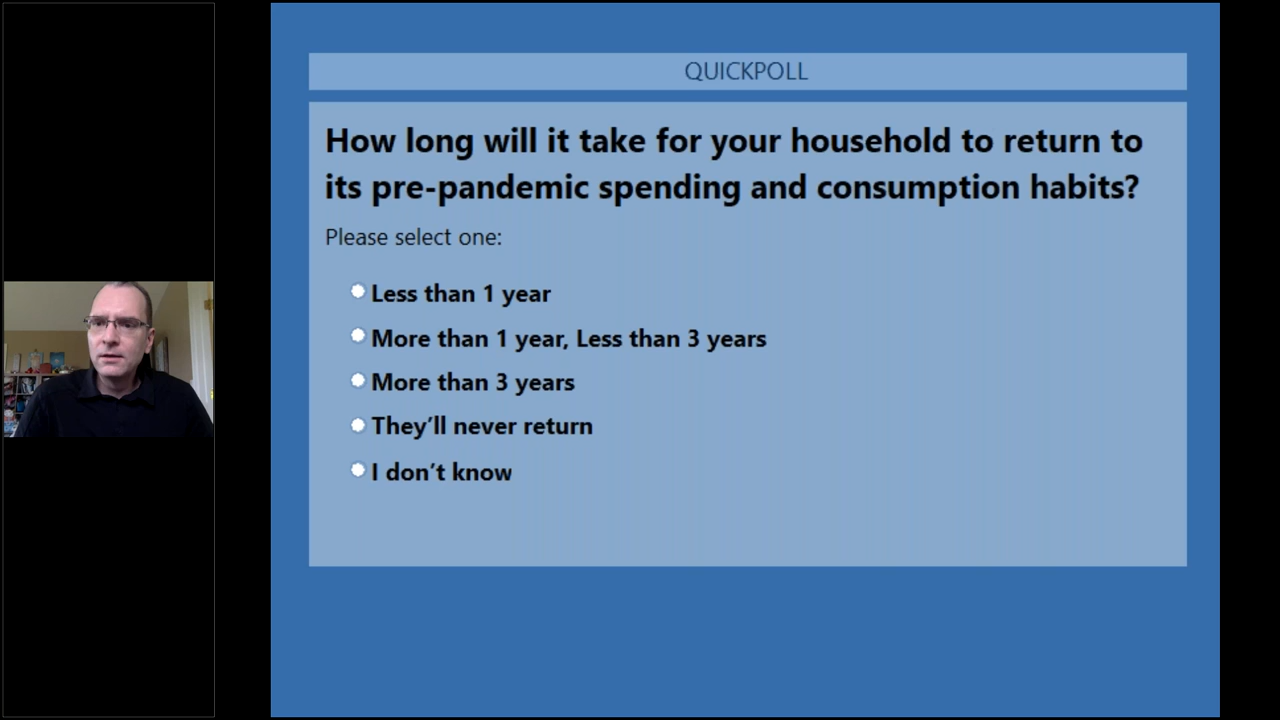 QUICKPOLL
How long will it take for your household to return to
its pre-pandemic spending and consumption habits?
Please select one:
Less than 1 year
More than 1 year, Less than 3 years
More than 3 years
They’ll never return
I don’t know